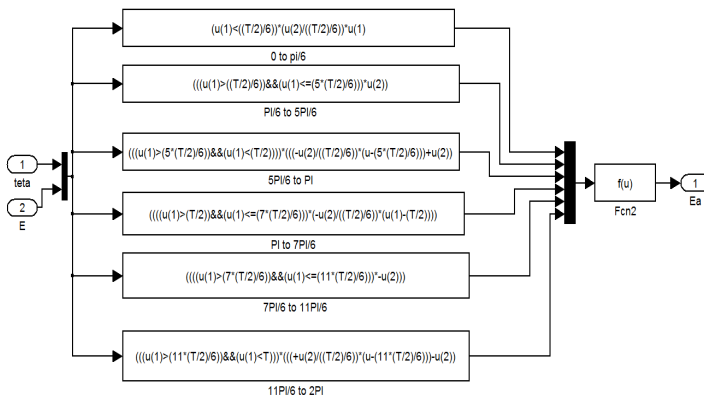 (u(1)<((T/2)/6))*(u(2)/((T/2)/6))*u(1)
0 to pi/6
(((u(1)>((T/2)/6))&&(u(1)<=(5*(T/2)/6)))*u(2))
PI/6 to 5PI/6
(((u(1)>(5*(T/2)/6))&&(u(1)<(T/2))))*(((-u(2)/((T/2)/6))*(u-(5*(T/2)/6)))+u(2))
5PI/6 to PI
1
teta
2
E
((((u(1)>(T/2))&&(u(1)<=(7*(T/2)/6)))*(-u(2)/((T/2)/6))*(u(1)-(T/2))))
PI to 7PI/6
f(u)
Fcn2
1
Ea
((((u(1)>(7*(T/2)/6))&&(u(1)<=(11*(T/2)/6)))*-u(2)))
7PI/6 to 11PI/6
(((u(1)>(11*(T/2)/6))&&(u(1)<T)))*(((+u(2)/((T/2)/6))*(u-(11*(T/2)/6)))-u(2))
11PI/6 to 2PI